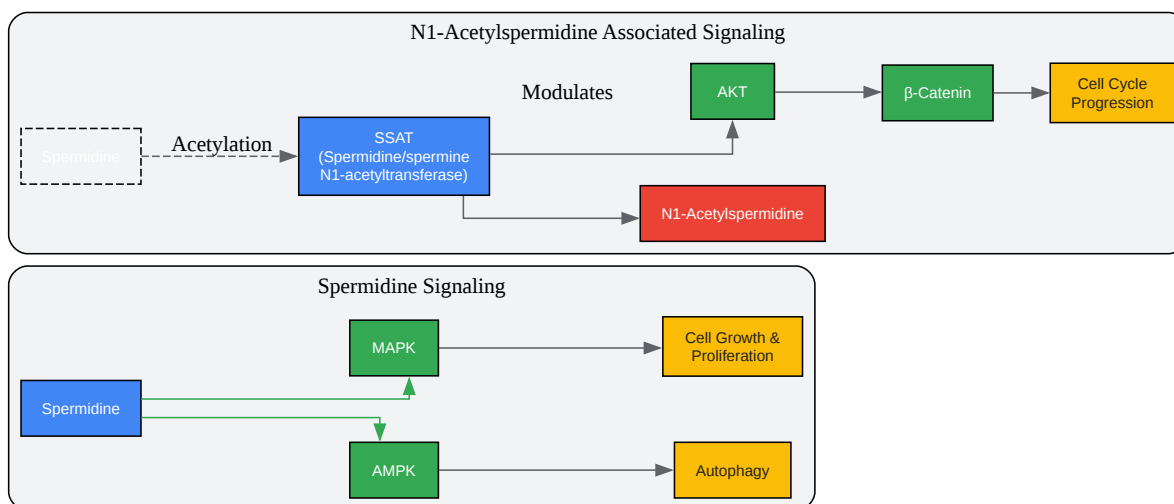 N1-Acetylspermidine Associated Signaling
Modulates
AKT
β-Catenin
Cell Cycle
Progression
Spermidine
Acetylation
SSAT
(Spermidine/spermine
N1-acetyltransferase)
N1-Acetylspermidine
Spermidine Signaling
MAPK
Cell Growth &
Proliferation
Spermidine
AMPK
Autophagy